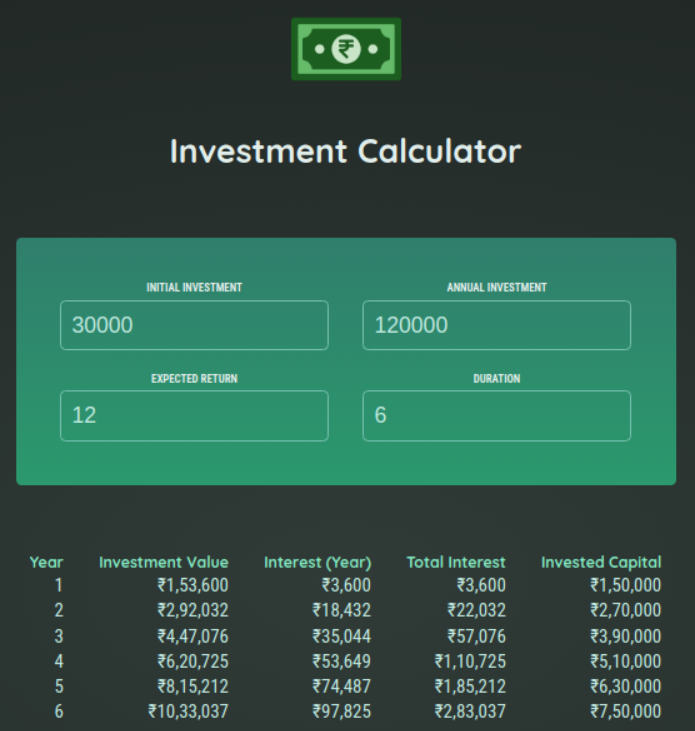 ₹
Investment Calculator
INITIAL INVESTMENT ANNUAL INVESTMENT
30000 120000
EXPECTED RETURN DURATION
12 6
Year Investment Value Interest (Year) Total Interest Invested Capital
1 ₹1,53,600 ₹3,600 ₹3,600 ₹1,50,000
2 ₹2,92,032 ₹18,432 ₹22,032 ₹2,70,000
3 ₹4,47,076 ₹35,044 ₹57,076 ₹3,90,000
4 ₹6,20,725 ₹53,649 ₹1,10,725 ₹5,10,000
5 ₹8,15,212 ₹74,487 ₹1,85,212 ₹6,30,000
6 ₹10,33,037 ₹97,825 ₹2,83,037 ₹7,50,000